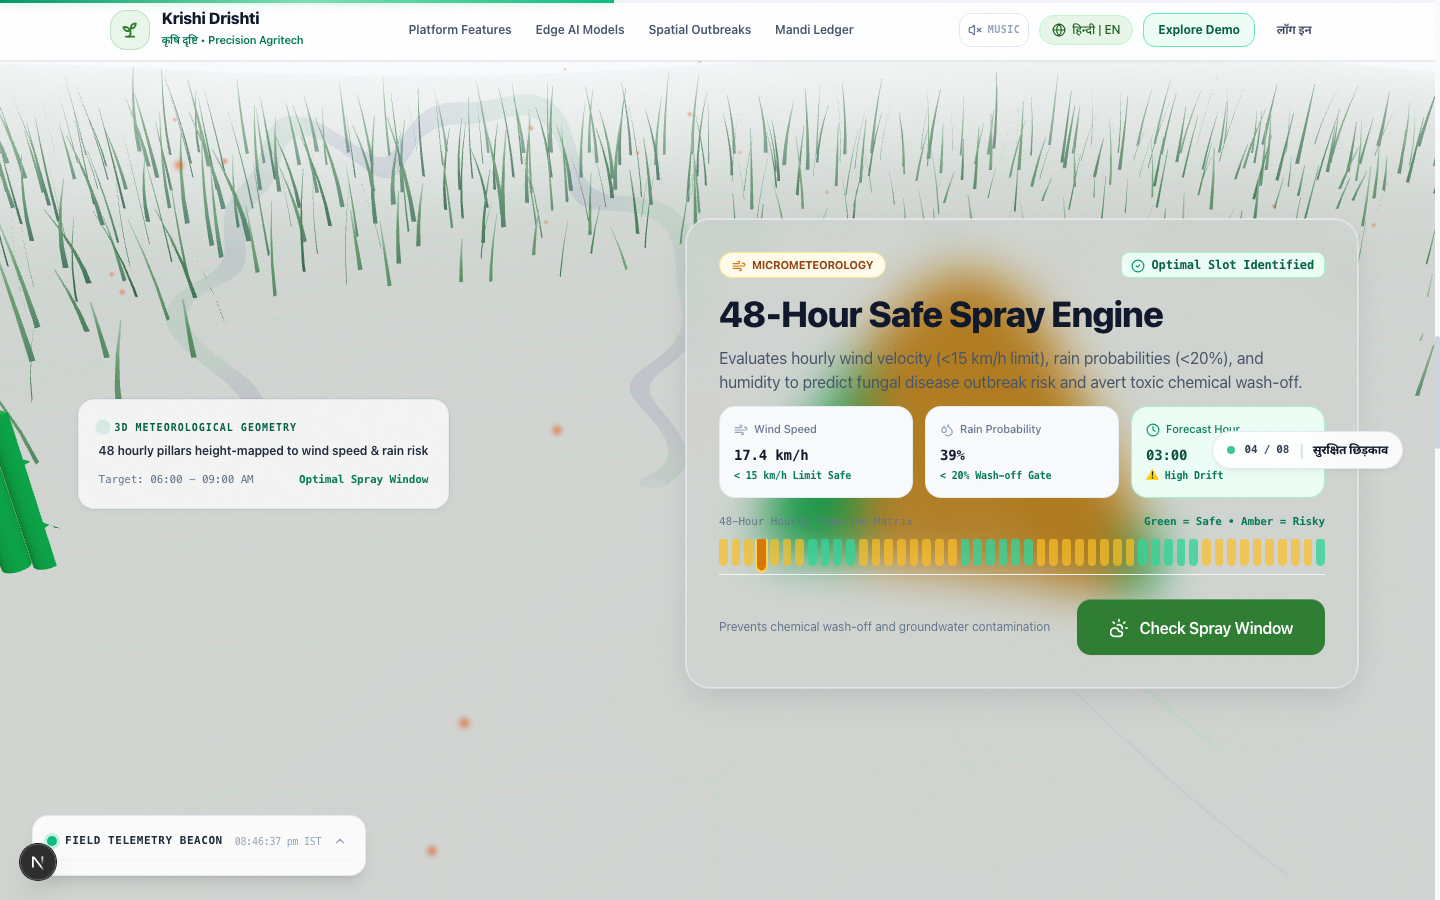 Krishi Drishti
कृषि दृष्टि • Precision Agritech
Platform Features
Edge AI Models
Spatial Outbreaks
Mandi Ledger
MUSIC
हिन्दी | EN
Explore Demo
लॉग इन
MICROMETEOROLOGY
Optimal Slot Identified
48-Hour Safe Spray Engine
Evaluates hourly wind velocity (<15 km/h limit), rain probabilities (<20%), and
humidity to predict fungal disease outbreak risk and avert toxic chemical wash-off.
3D METEOROLOGICAL GEOMETRY
48 hourly pillars height-mapped to wind speed & rain risk
Target: 06:00 – 09:00 AM
Optimal Spray Window
Wind Speed
17.4 km/h
< 15 km/h Limit Safe
Rain Probability
39%
< 20% Wash-off Gate
Forecast Hour
03:00
⚠️ High Drift
04 / 08
सुरक्षित छिड़काव
48-Hour Matrix
Green = Safe • Amber = Risky
Prevents chemical wash-off and groundwater contamination
Check Spray Window
FIELD TELEMETRY BEACON
08:46:37 pm IST
N